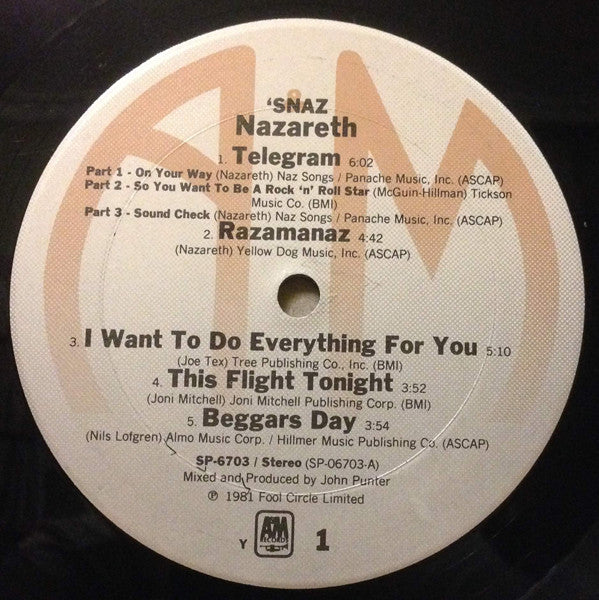 'SNAZ
Nazareth
1. Telegram 6:02
Part 1 - On Your Way (Nazareth) Naz Songs / Panache Music, Inc. (ASCAP)
Part 2 - So You Want To Be A Rock 'n' Roll Star (McGuin-Hillman) Tickson
Music Co. (BMI)
Part 3 - Sound Check (Nazareth) Naz Songs / Panache Music, Inc. (ASCAP)
2. Razamanaz 4:42
(Nazareth) Yellow Dog Music, Inc. (ASCAP)
3. I Want To Do Everything For You 5:10
(Joe Tex) Tree Publishing Co., Inc. (BMI)
4. This Flight Tonight 3:52
(Joni Mitchell) Joni Mitchell Publishing Corp. (BMI)
5. Beggars Day 3:54
(Nils Lofgren) Almo Music Corp. / Hillmer Music Publishing Co. (ASCAP)
SP-6703 / Stereo (SP-06703-A)
Mixed and Produced by John Punter
℗ 1981 Fool Circle Limited
Y A&M RECORDS 1